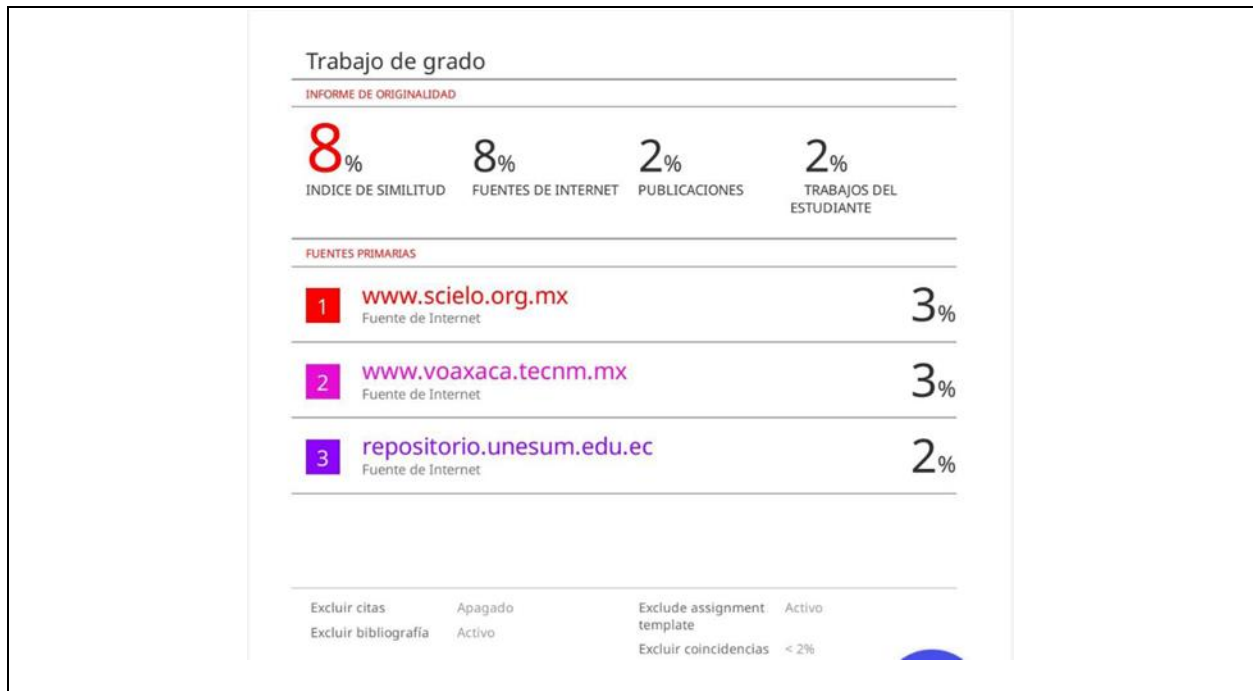 Trabajo de grado
INFORME DE ORIGINALIDAD
8% 8% 2% 2%
INDICE DE SIMILITUD FUENTES DE INTERNET PUBLICACIONES TRABAJOS DEL
ESTUDIANTE
FUENTES PRIMARIAS
1 www.scielo.org.mx 3%
Fuente de Internet
2 www.voaxaca.tecnm.mx 3%
Fuente de Internet
3 repositorio.unesum.edu.ec 2%
Fuente de Internet
Excluir citas Apagado Exclude assignment Activo
template
Excluir bibliografía Activo
Excluir coincidencias < 2%